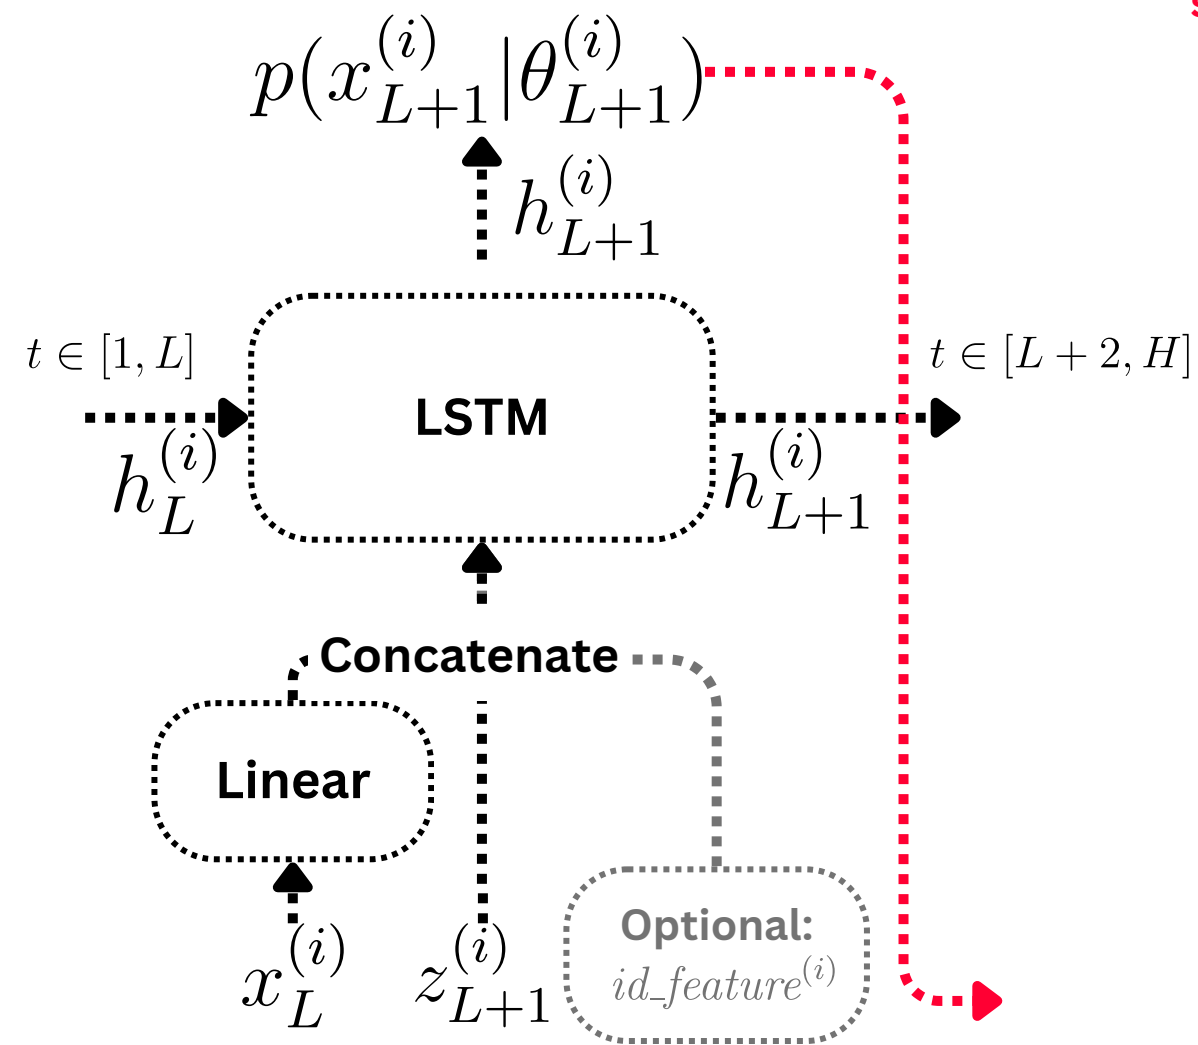 p(x_{L+1}^{(i)}|θ_{L+1}^{(i)})
h_{L+1}^{(i)}
t ∈ [1, L]
t ∈ [L + 2, H]
LSTM
h_L^{(i)}
h_{L+1}^{(i)}
Concatenate
Linear
Optional:
id_feature^{(i)}
x_L^{(i)}
z_{L+1}^{(i)}